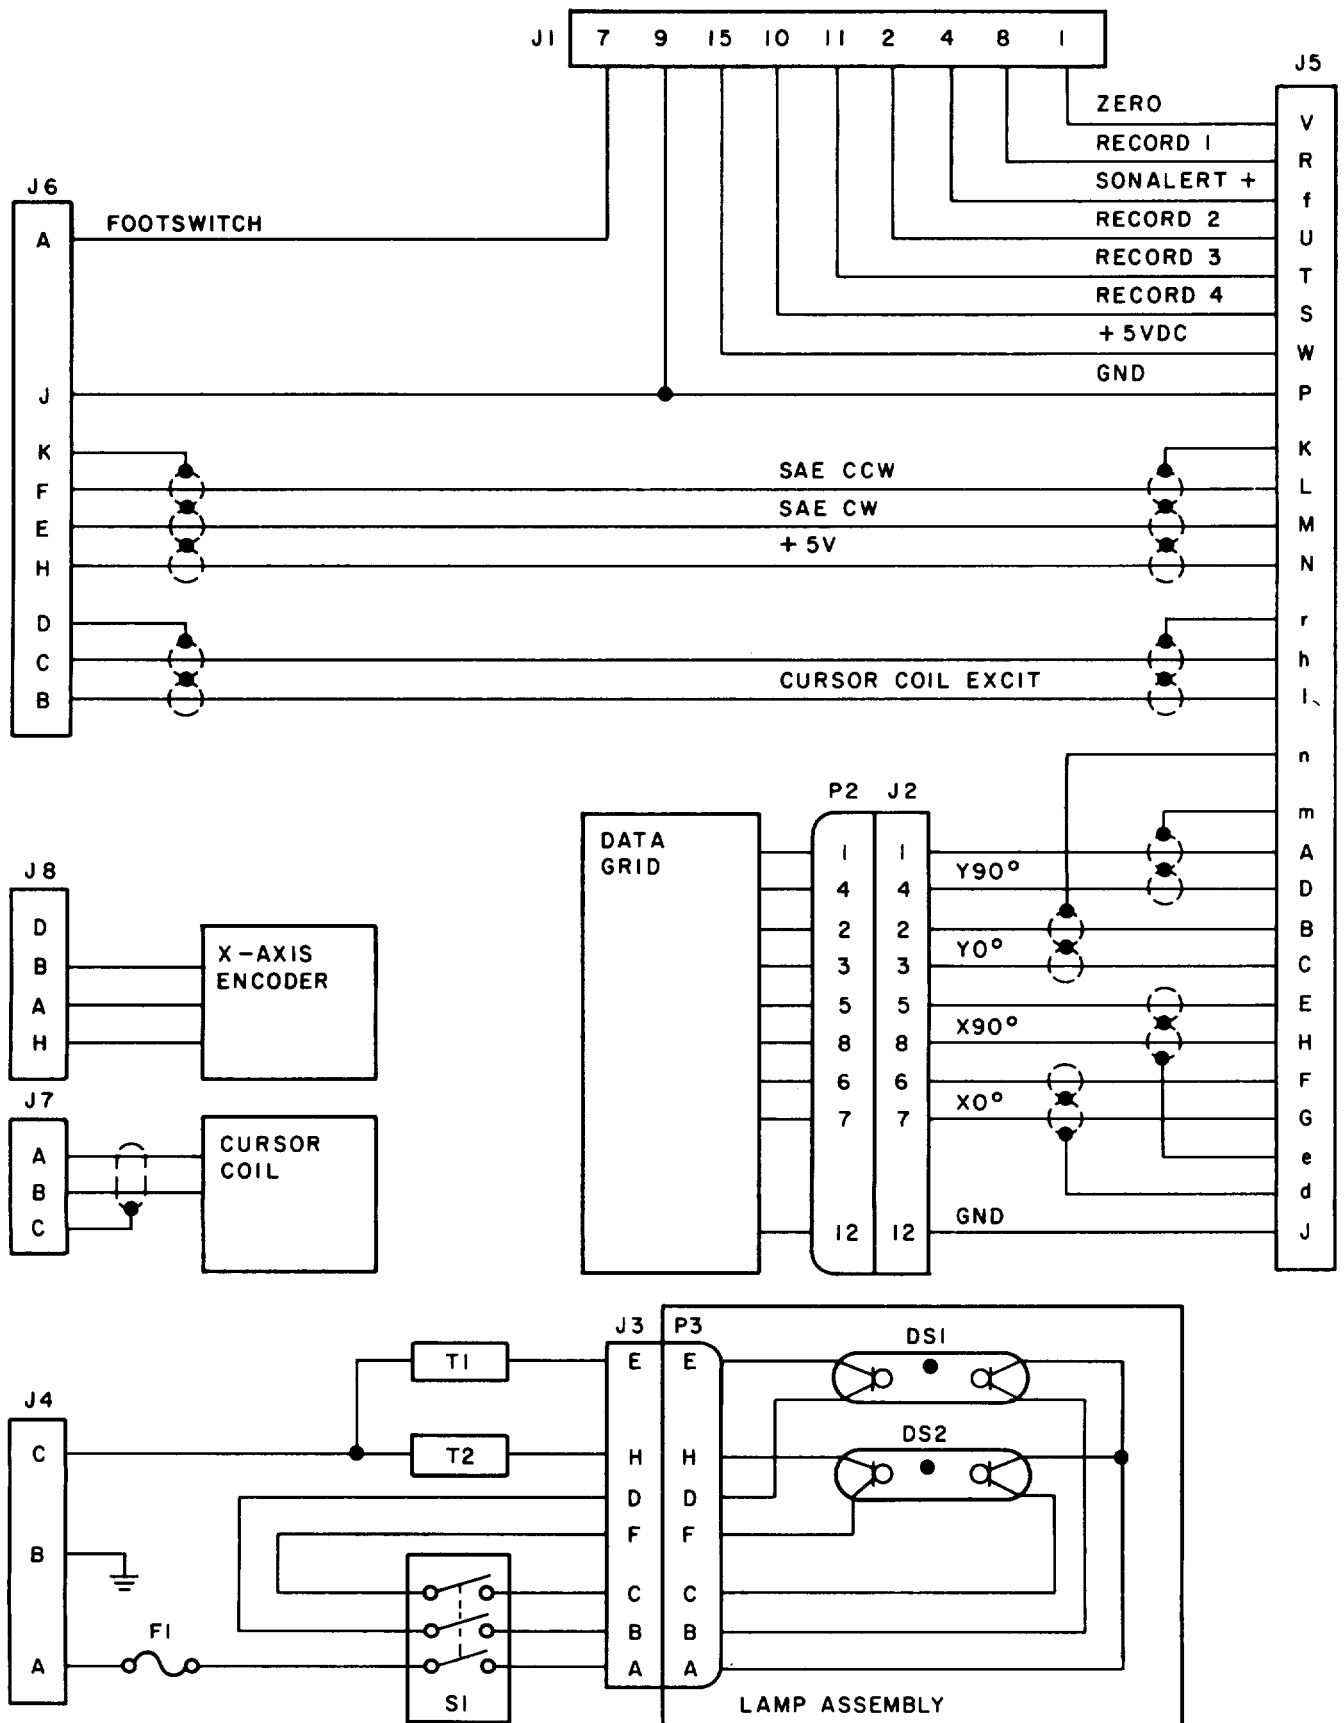 J1 7 9 15 10 11 2 4 8 1
J5
ZERO V
RECORD 1 R
SONALERT + f
RECORD 2 U
RECORD 3 T
RECORD 4 S
+5VDC W
GND P
J6
A FOOTSWITCH
J
K
F
E
H
D
C
B
SAE CCW
SAE CW
+5V
CURSOR COIL EXCIT
K
L
M
N
r
h
l
n
m
A
D
B
C
E
H
F
G
e
d
J
P2 J2
DATA
GRID
1 1
4 4
2 2
3 3
5 5
8 8
6 6
7 7
12 12
Y90°
Y0°
X90°
X0°
GND
J8
D
B
A
H
X-AXIS
ENCODER
J7
A
B
C
CURSOR
COIL
J3 P3
E E
H H
D D
F F
C C
B B
A A
T1
T2
DS1
DS2
J4
C
B
A
F1
S1
LAMP ASSEMBLY